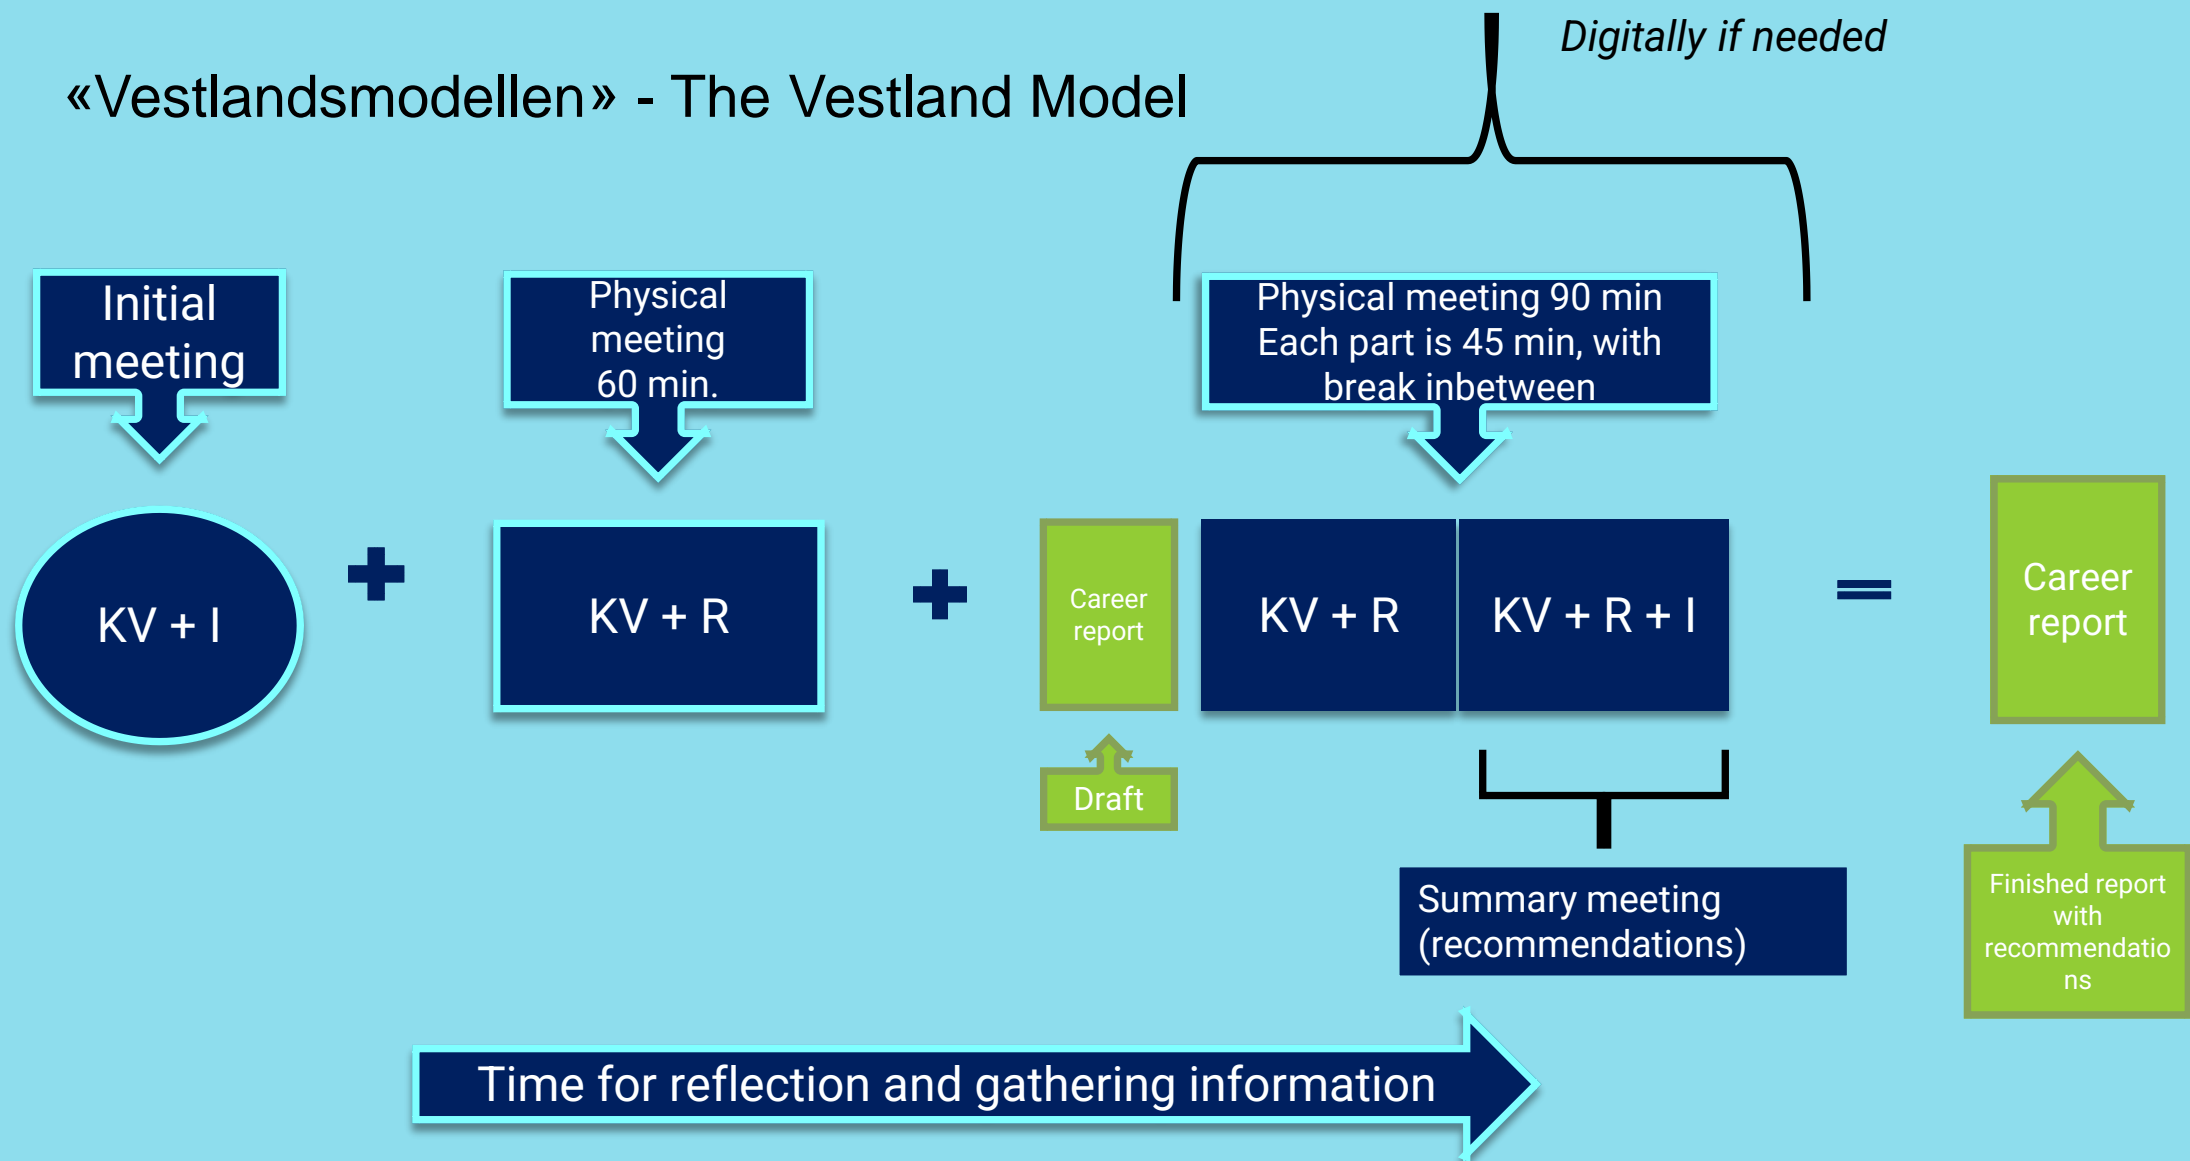 Digitally if needed
«Vestlandsmodellen» - The Vestland Model
Initial
meeting
Physical
meeting
60 min.
Physical meeting 90 min
Each part is 45 min, with
break inbetween
KV + I
KV + R
Career
report
KV + R
KV + R + I
Career
report
Draft
Summary meeting
(recommendations)
Finished report
with
recommendatio
ns
Time for reflection and gathering information